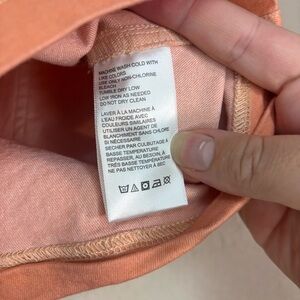 MACHINE WASH COLD WITH
LIKE COLORS
USE ONLY NON-CHLORINE
BLEACH
TUMBLE DRY LOW
LOW IRON AS NEEDED
DO NOT DRY CLEAN
LAVER À LA MACHINE À
L'EAU FROIDE AVEC
COULEURS SIMILAIRES
UTILISER UN AGENT DE
BLANCHIMENT SANS CHLORE
SI NÉCESSAIRE
SÉCHER PAR CULBUTAGE À
BASSE TEMPÉRATURE
REPASSER, AU BESOIN, À
TRÈS BASSE TEMPÉRATURE
NE PAS NETTOYER À SEC